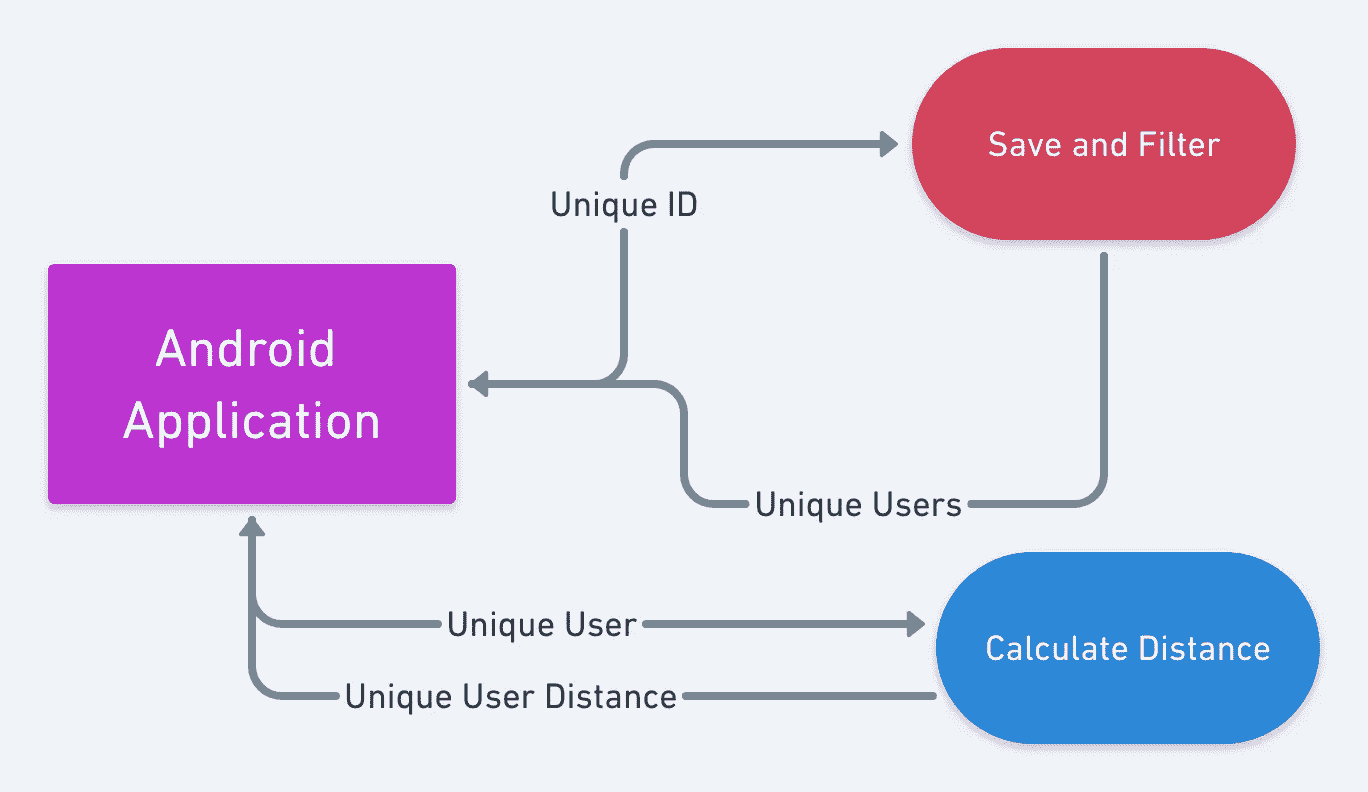 Save and Filter
Unique ID
Android
Application
Unique Users
Unique User
Calculate Distance
Unique User Distance